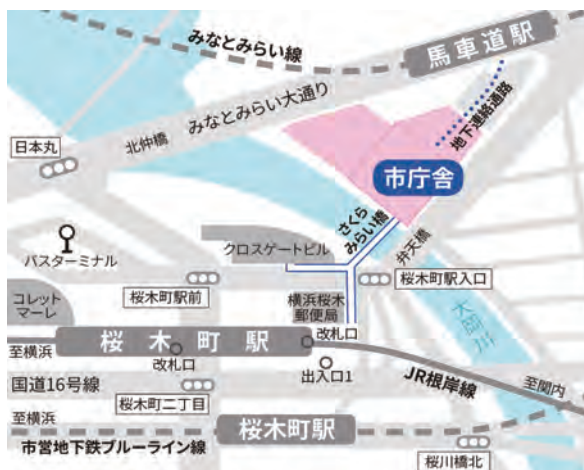 みなとみらい線
馬車道駅
みなとみらい大通り
北仲橋
日本丸
地下連絡通路
市庁舎
さくら
みらい橋
弁天橋
クロスゲートビル
バスターミナル
桜木町駅前
桜木町駅入口
コレット
マーレ
横浜桜木
郵便局
大岡川
桜木町駅
改札口
至横浜
改札口
出入口1
JR根岸線
至関内
国道16号線
桜木町二丁目
至横浜
桜木町駅
市営地下鉄ブルーライン線
桜川橋北